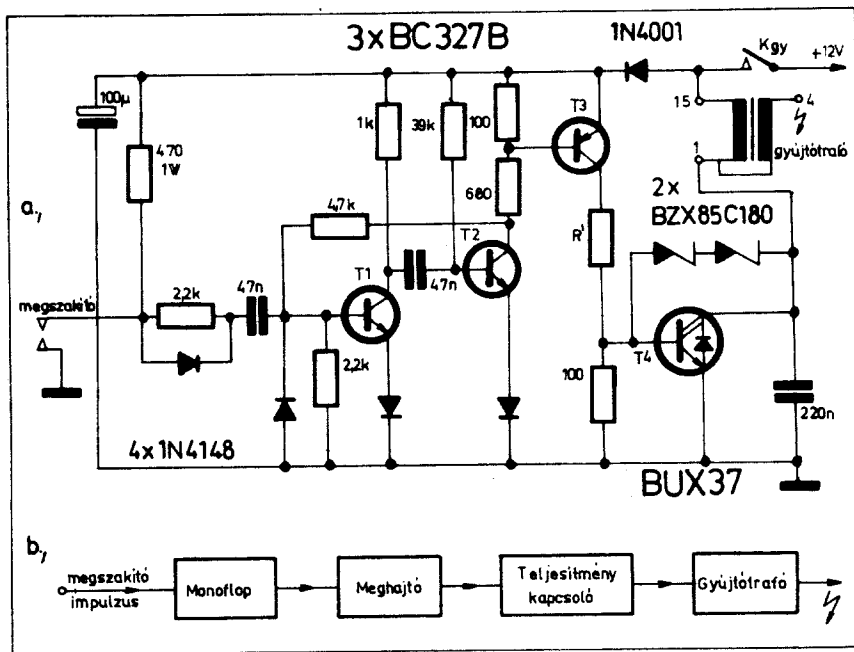 3xBC327B
1N4001
Kgy
+12V
100µ
470
1W
1k
39k
100
T3
15
4
1
gyújtótrafó
680
2x
BZX85C180
a,
4,7k
T2
R'
T1
47n
megszakító
2,2k
47n
2,2k
T4
100
220n
4x1N4148
BUX37
b,
megszakító
impulzus
Monoflop
Meghajtó
Teljesítmény
kapcsoló
Gyújtótrafó